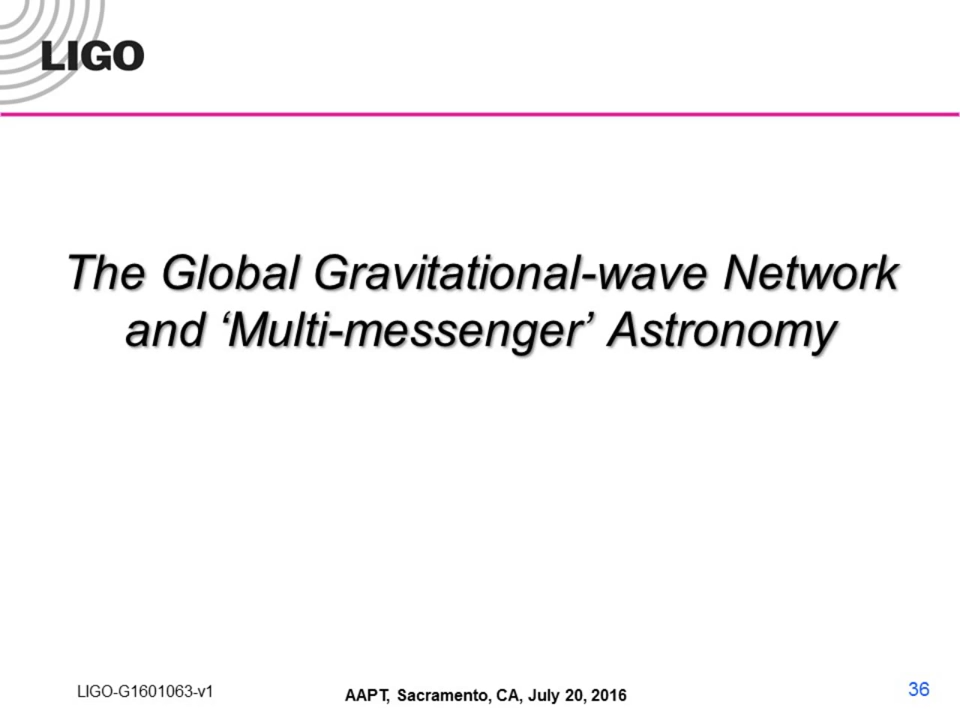 LIGO
The Global Gravitational-wave Network
and ‘Multi-messenger’ Astronomy
LIGO-G1601063-v1
AAPT, Sacramento, CA, July 20, 2016
36